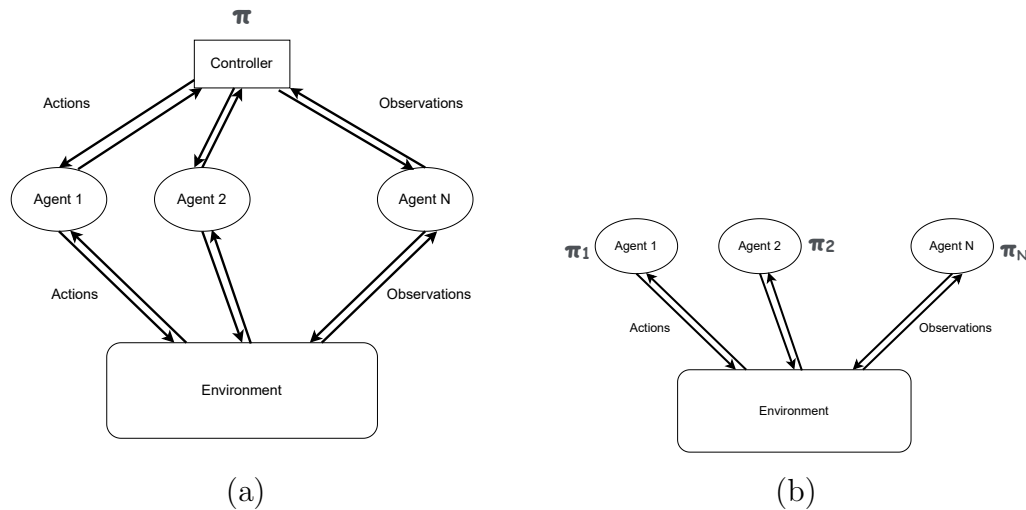 π
Controller
Actions
Observations
Agent 1
Agent 2
Agent N
Actions
Observations
Environment
(a)
π1
Agent 1
Agent 2
π2
Agent N
πN
Actions
Observations
Environment
(b)